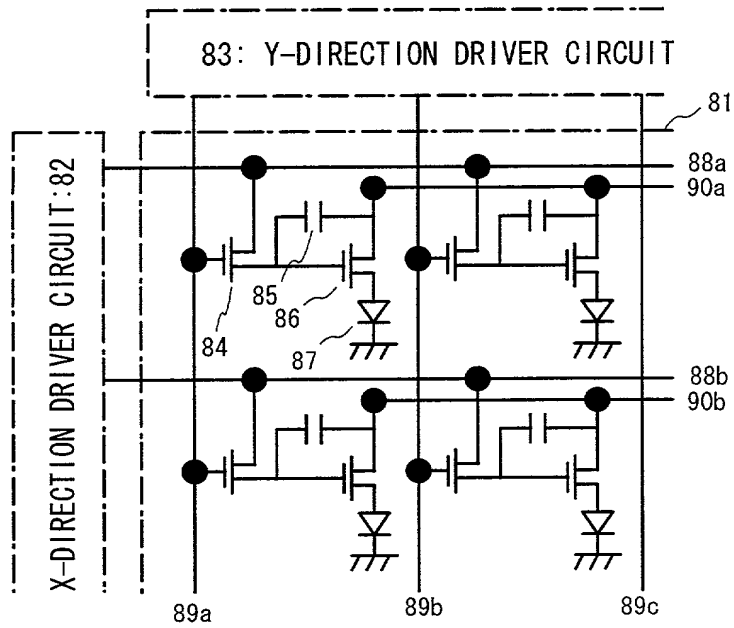 83: Y-DIRECTION DRIVER CIRCUIT
81
X-DIRECTION DRIVER CIRCUIT:82
88a
90a
84
85
86
87
88b
90b
89a
89b
89c